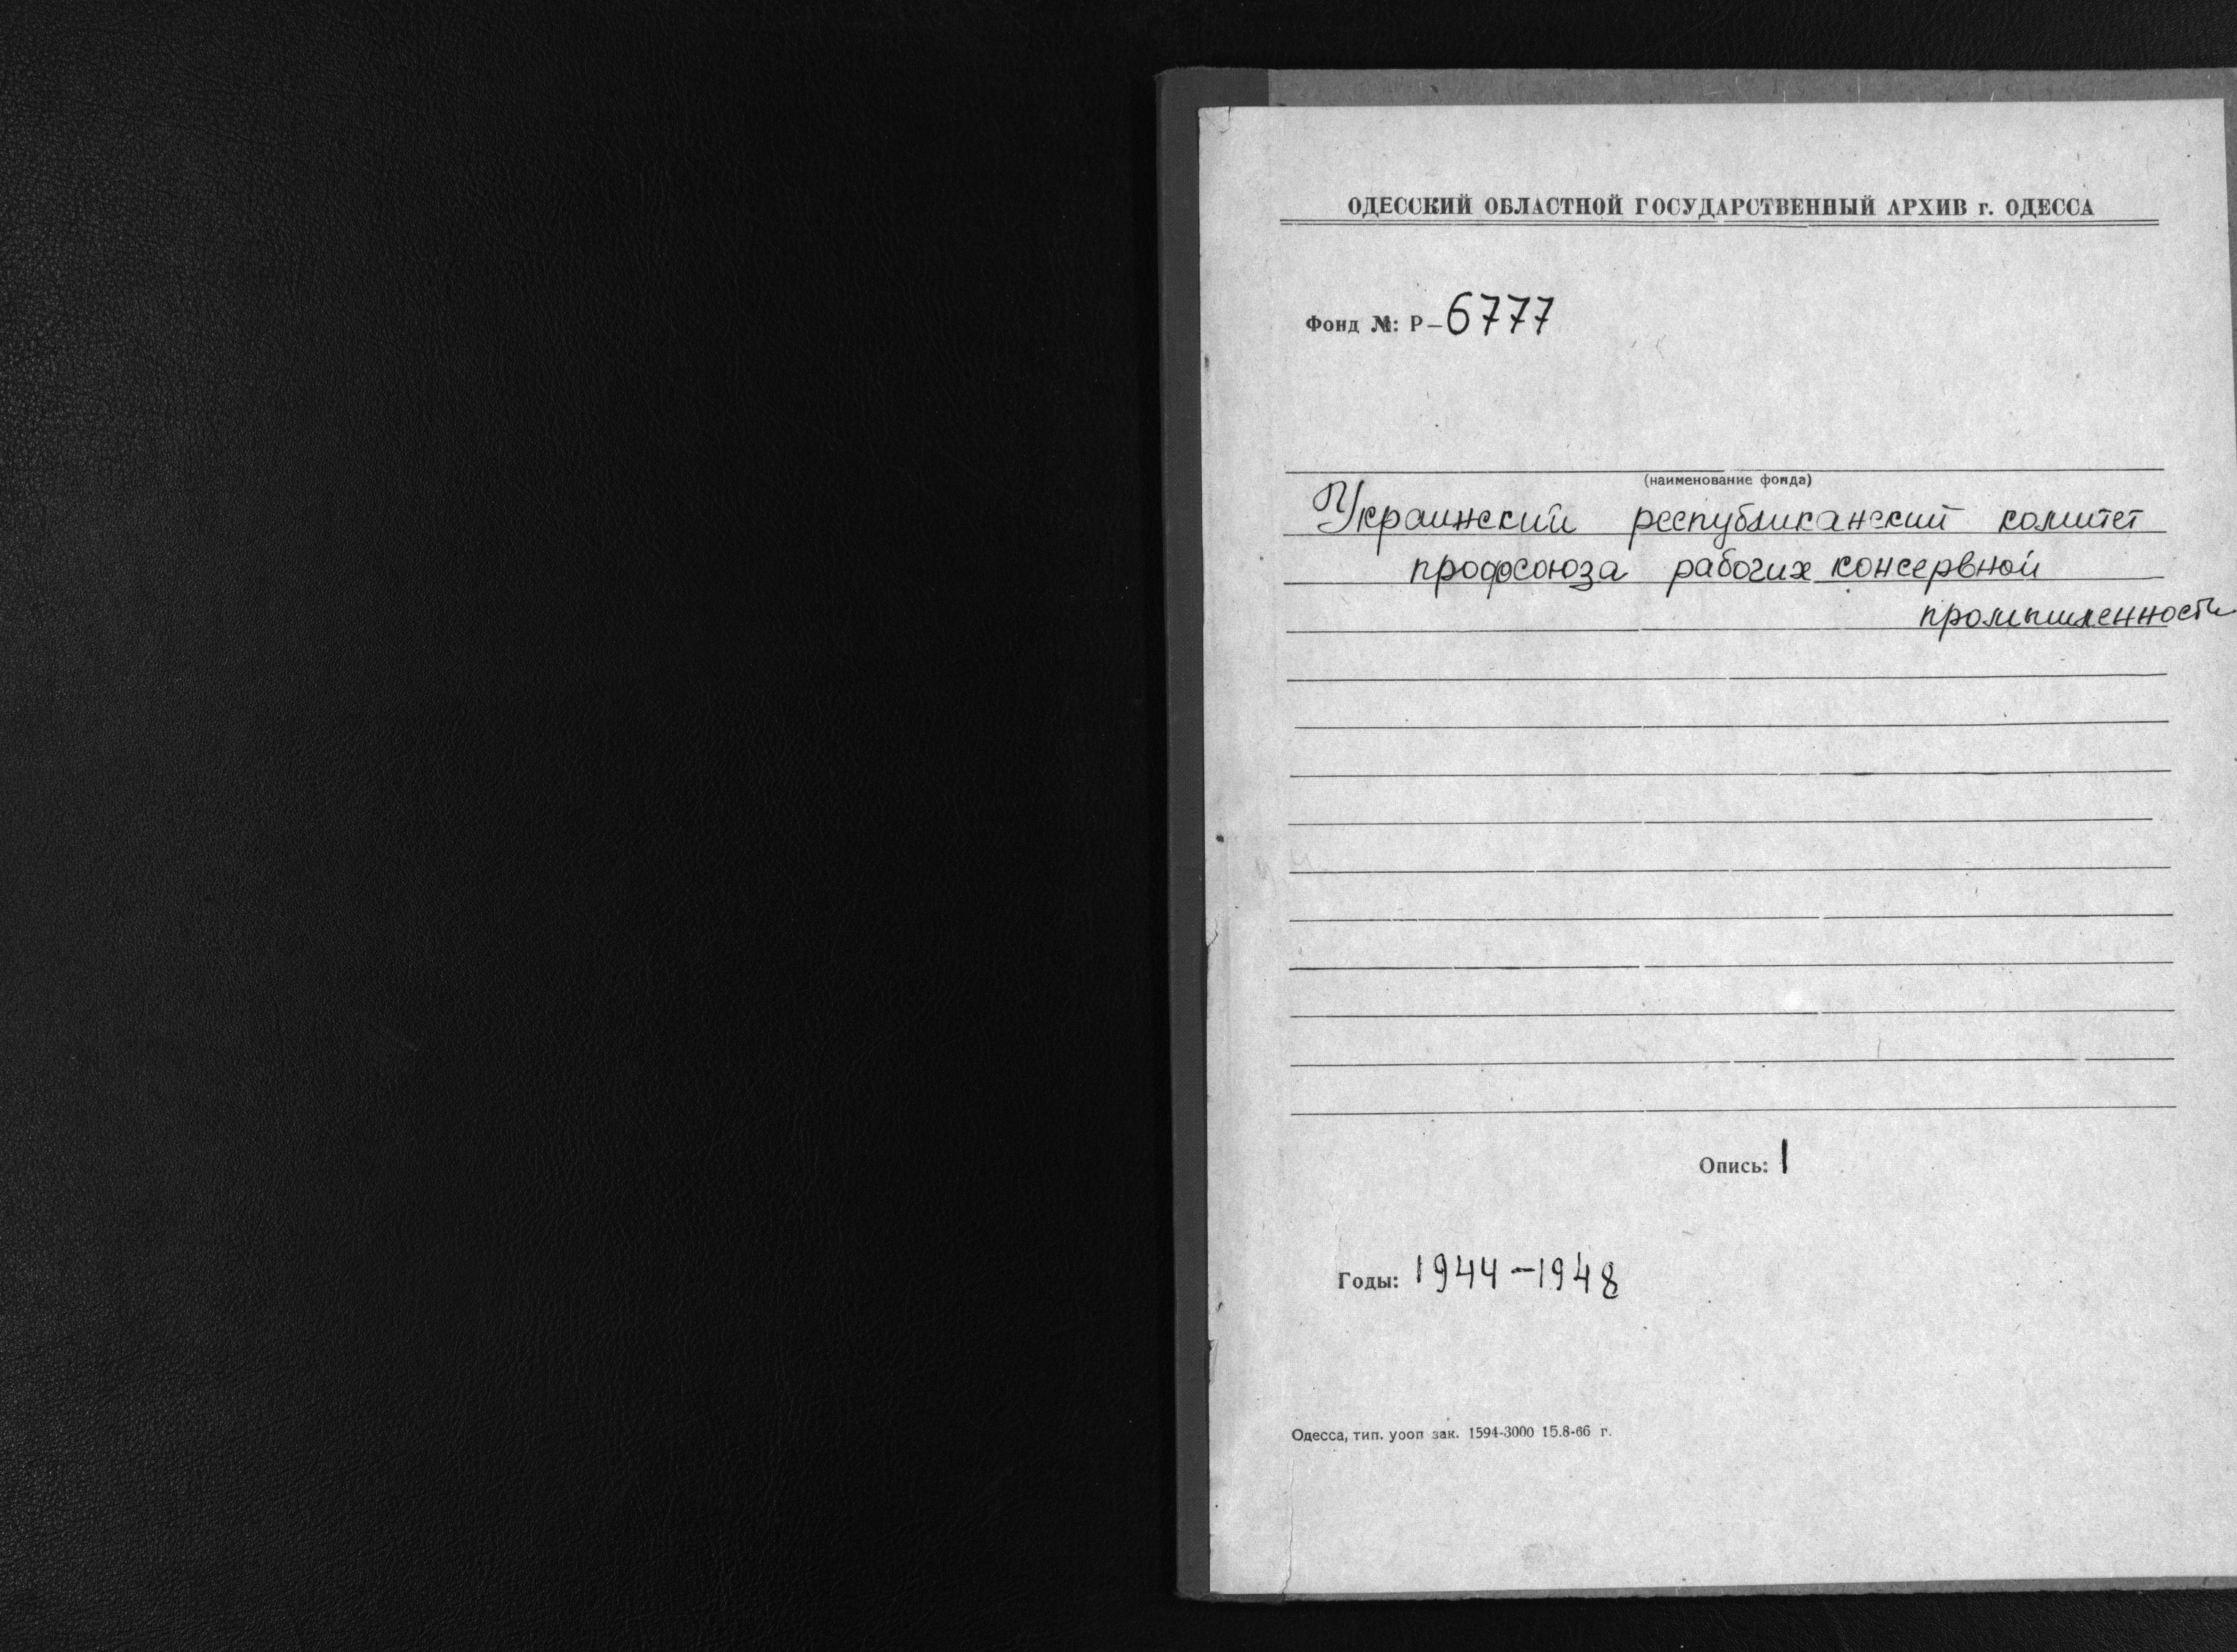 ОДЕССКИЙ ОБЛАСТНОЙ ГОСУДАРСТВЕННЫЙ АРХИВ г. ОДЕССА
Фонд №: Р–6777
(наименование фонда)
Украинский республиканский комитет
профсоюза рабочих консервной
промышленности
Опись: 1
Годы: 1944–1948
Одесса, тип. уооп зак. 1594-3000 15.8-66 г.